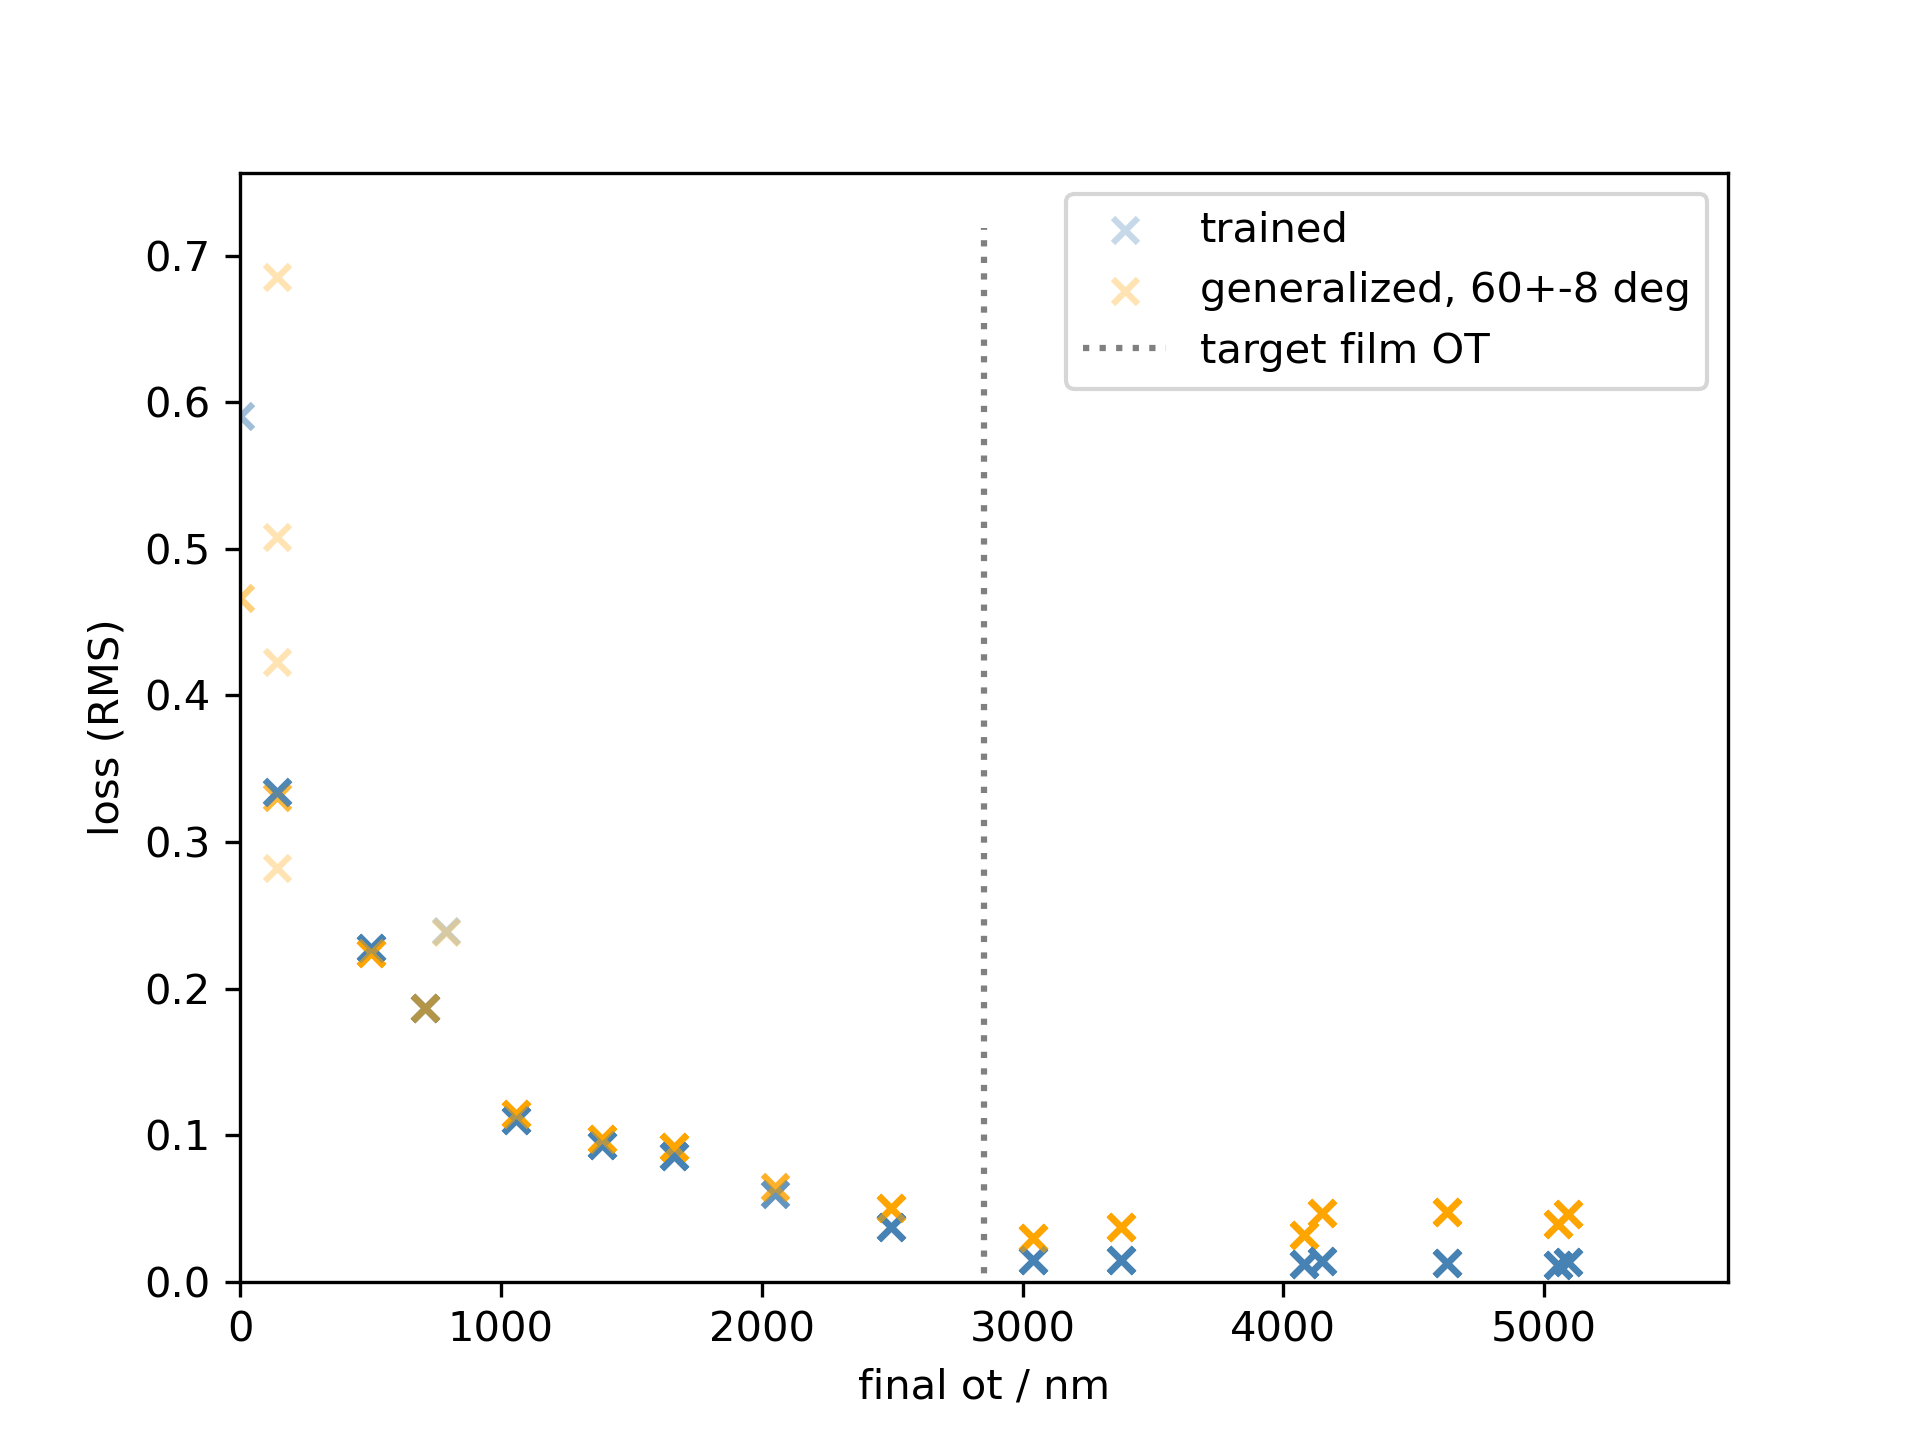 trained
generalized, 60+-8 deg
target film OT
0.7
0.6
0.5
0.4
0.3
0.2
0.1
0.0
loss (RMS)
0 1000 2000 3000 4000 5000
final ot / nm